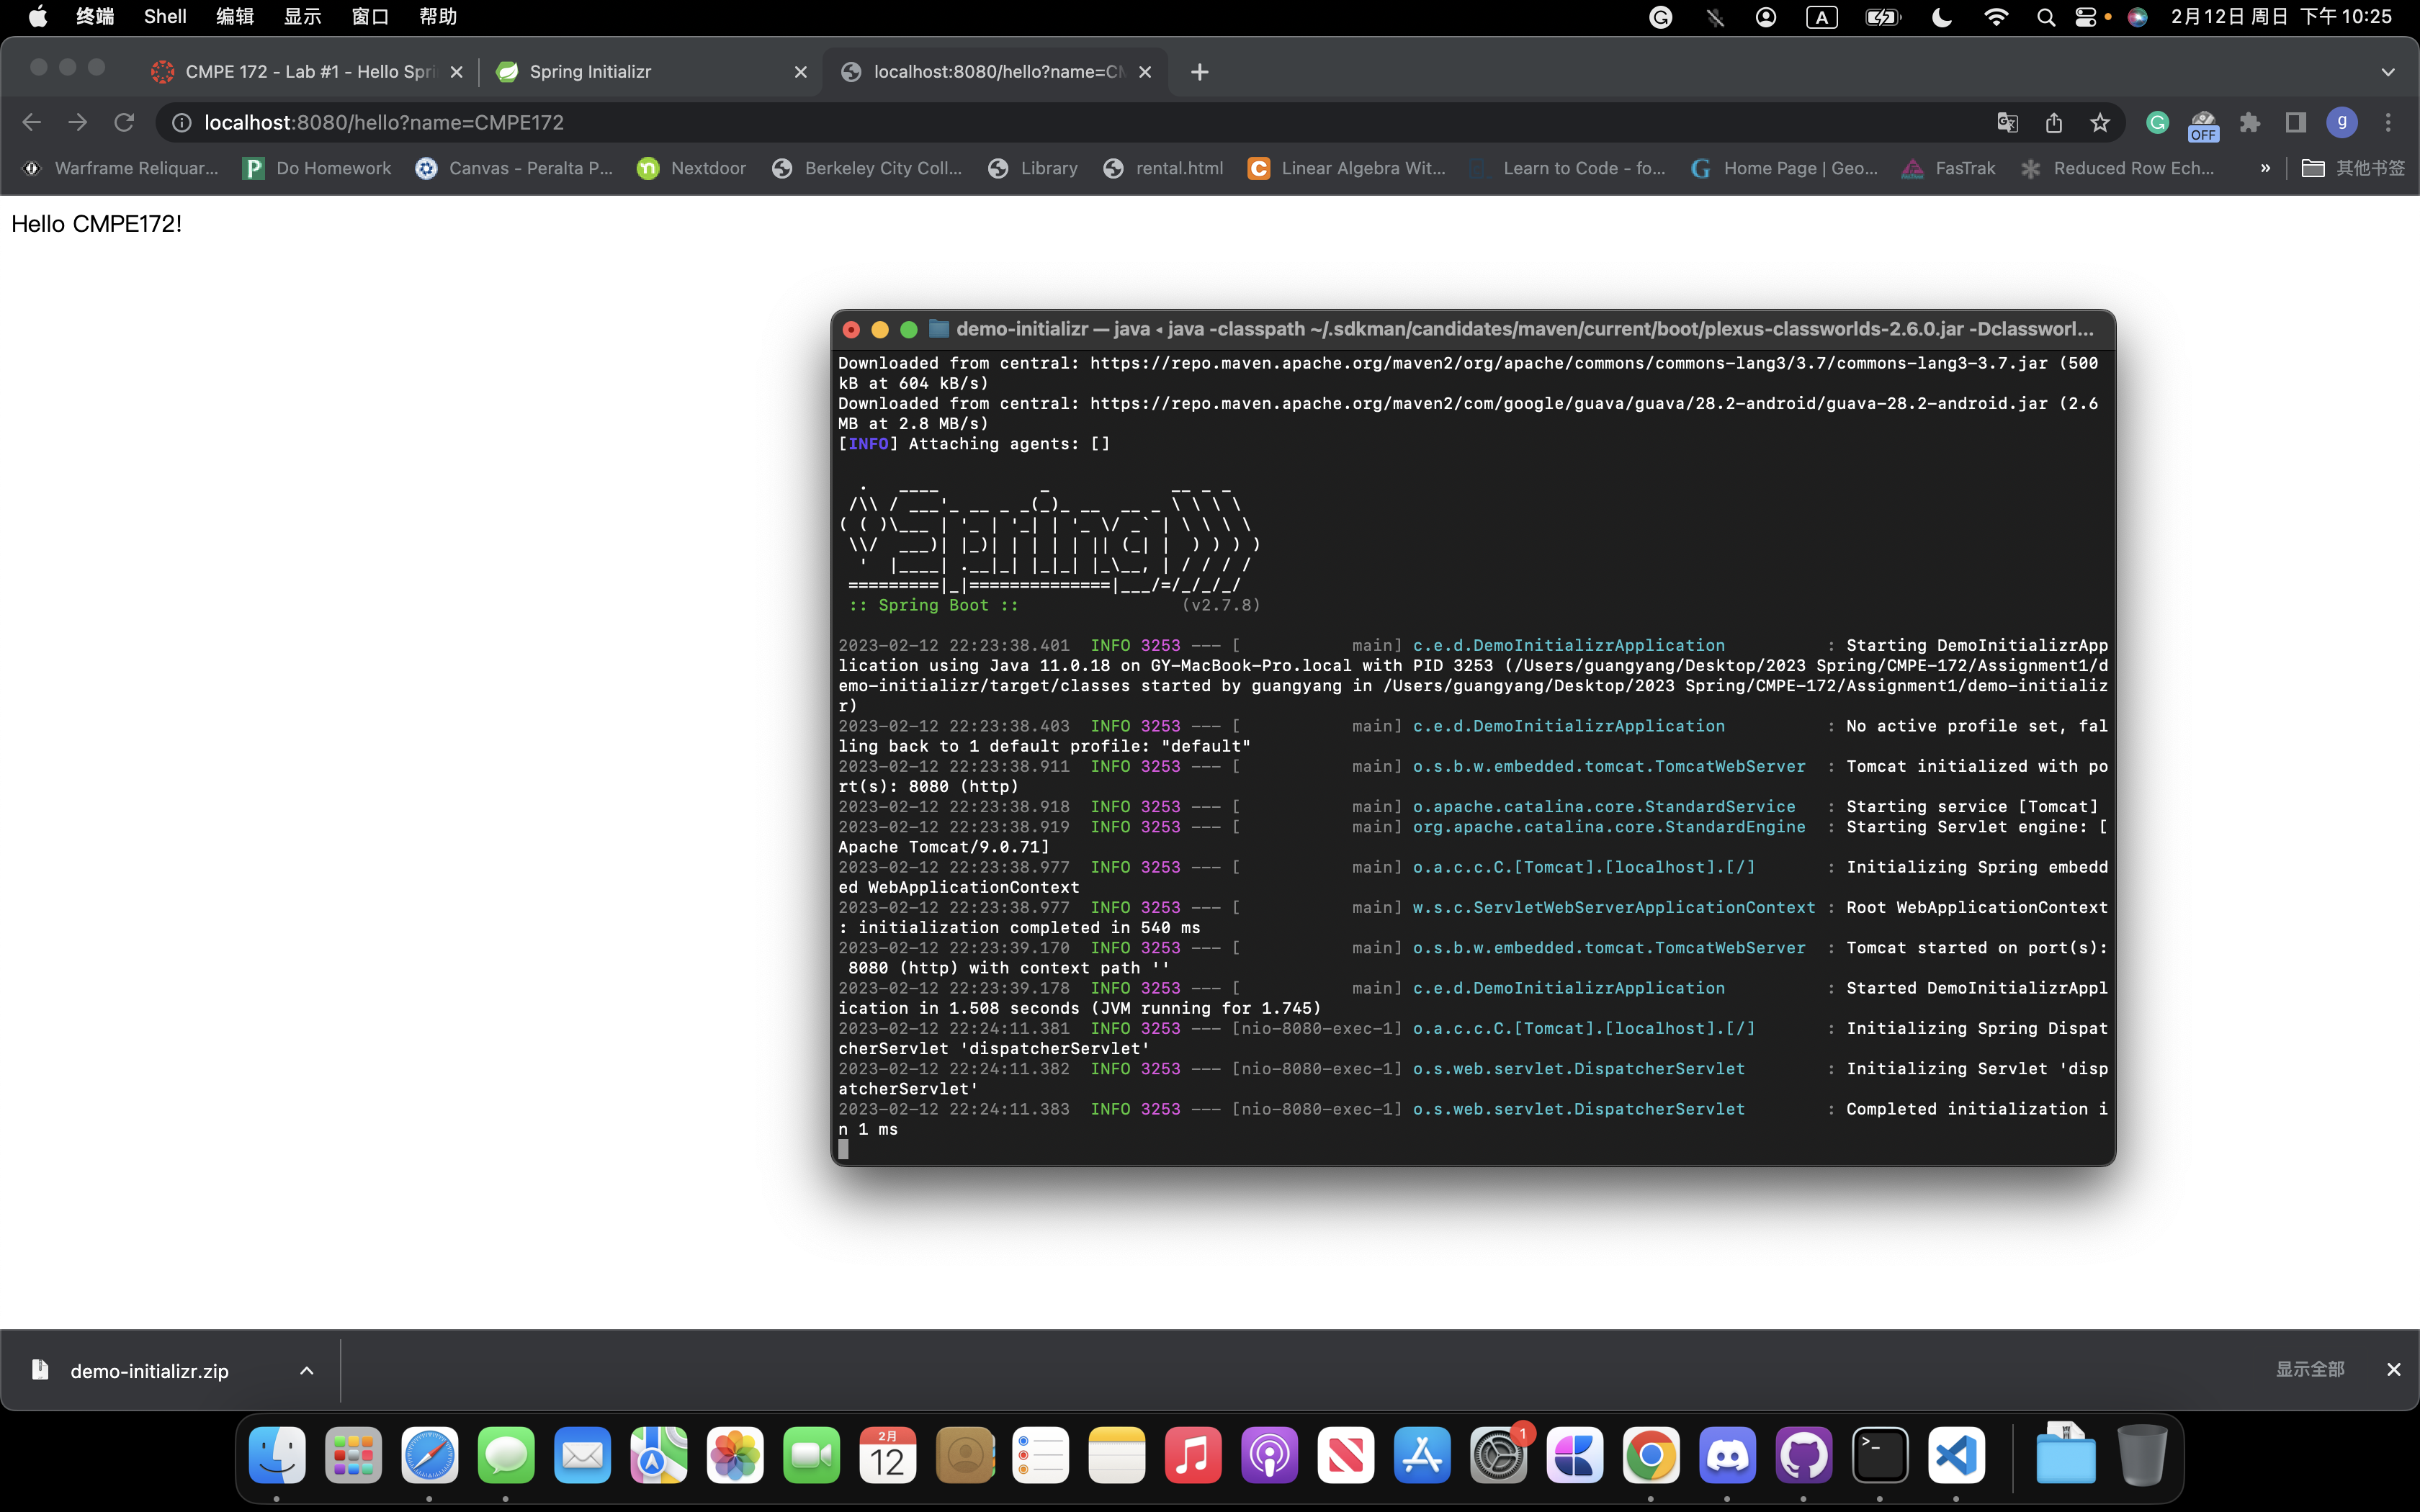 终端 Shell 编辑 显示 窗口 帮助 A 2月12日 周日 下午10:25
CMPE 172 - Lab #1 - Hello Spri Spring Initializr localhost:8080/hello?name=CM
localhost:8080/hello?name=CMPE172 OFF g
Warframe Reliquar... Do Homework Canvas - Peralta P... Nextdoor Berkeley City Coll... Library rental.html Linear Algebra Wit... Learn to Code - fo... Home Page | Geo... FasTrak Reduced Row Ech... » 其他书签
Hello CMPE172!
demo-initializr — java ◂ java -classpath ~/.sdkman/candidates/maven/current/boot/plexus-classworlds-2.6.0.jar -Dclassworl...
Downloaded from central: https://repo.maven.apache.org/maven2/org/apache/commons/commons-lang3/3.7/commons-lang3-3.7.jar (500
kB at 604 kB/s)
Downloaded from central: https://repo.maven.apache.org/maven2/com/google/guava/guava/28.2-android/guava-28.2-android.jar (2.6
MB at 2.8 MB/s)
[INFO] Attaching agents: []
Spring
:: Spring Boot :: (v2.7.8)
2023-02-12 22:23:38.401  INFO 3253 --- [           main] c.e.d.DemoInitializrApplication          : Starting DemoInitializrApp
lication using Java 11.0.18 on GY-MacBook-Pro.local with PID 3253 (/Users/guangyang/Desktop/2023 Spring/CMPE-172/Assignment1/d
emo-initializr/target/classes started by guangyang in /Users/guangyang/Desktop/2023 Spring/CMPE-172/Assignment1/demo-initializ
r)
2023-02-12 22:23:38.403  INFO 3253 --- [           main] c.e.d.DemoInitializrApplication          : No active profile set, fal
ling back to 1 default profile: "default"
2023-02-12 22:23:38.911  INFO 3253 --- [           main] o.s.b.w.embedded.tomcat.TomcatWebServer  : Tomcat initialized with po
rt(s): 8080 (http)
2023-02-12 22:23:38.918  INFO 3253 --- [           main] o.apache.catalina.core.StandardService   : Starting service [Tomcat]
2023-02-12 22:23:38.919  INFO 3253 --- [           main] org.apache.catalina.core.StandardEngine  : Starting Servlet engine: [
Apache Tomcat/9.0.71]
2023-02-12 22:23:38.977  INFO 3253 --- [           main] o.a.c.c.C.[Tomcat].[localhost].[/]       : Initializing Spring embedd
ed WebApplicationContext
2023-02-12 22:23:38.977  INFO 3253 --- [           main] w.s.c.ServletWebServerApplicationContext : Root WebApplicationContext
: initialization completed in 540 ms
2023-02-12 22:23:39.170  INFO 3253 --- [           main] o.s.b.w.embedded.tomcat.TomcatWebServer  : Tomcat started on port(s):
8080 (http) with context path ''
2023-02-12 22:23:39.178  INFO 3253 --- [           main] c.e.d.DemoInitializrApplication          : Started DemoInitializrAppl
ication in 1.508 seconds (JVM running for 1.745)
2023-02-12 22:24:11.381  INFO 3253 --- [nio-8080-exec-1] o.a.c.c.C.[Tomcat].[localhost].[/]       : Initializing Spring Dispat
cherServlet 'dispatcherServlet'
2023-02-12 22:24:11.382  INFO 3253 --- [nio-8080-exec-1] o.s.web.servlet.DispatcherServlet        : Initializing Servlet 'disp
atcherServlet'
2023-02-12 22:24:11.383  INFO 3253 --- [nio-8080-exec-1] o.s.web.servlet.DispatcherServlet        : Completed initialization i
n 1 ms
demo-initializr.zip 显示全部
2月
12
1